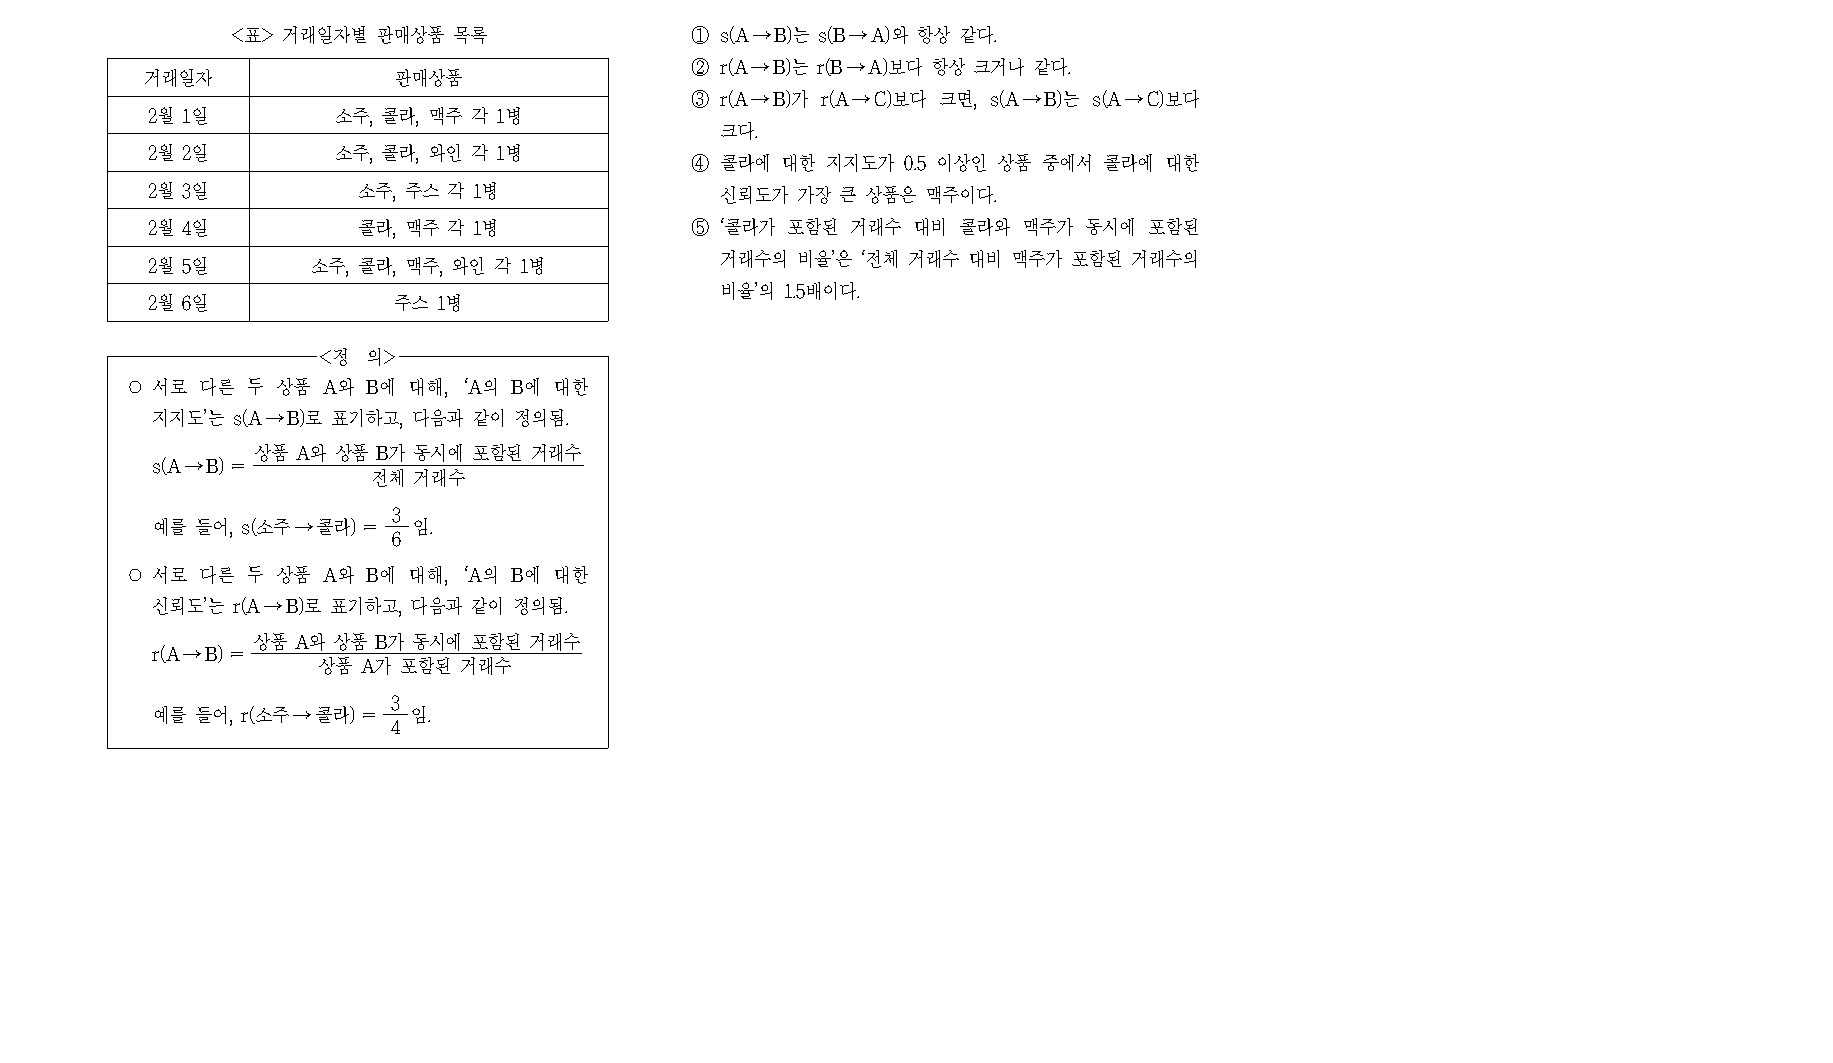 <표> 거래일자별 판매상품 목록
거래일자 판매상품
2월 1일 소주, 콜라, 맥주 각 1병
2월 2일 소주, 콜라, 와인 각 1병
2월 3일 소주, 주스 각 1병
2월 4일 콜라, 맥주 각 1병
2월 5일 소주, 콜라, 맥주, 와인 각 1병
2월 6일 주스 1병
<정 의>
○ 서로 다른 두 상품 A와 B에 대해, ‘A의 B에 대한
지지도’는 s(A→B)로 표기하고, 다음과 같이 정의됨.
상품 A와 상품 B가 동시에 포함된 거래수
s(A→B) =
전체 거래수
3
예를 들어, s(소주→콜라) = 임.
6
○ 서로 다른 두 상품 A와 B에 대해, ‘A의 B에 대한
신뢰도’는 r(A→B)로 표기하고, 다음과 같이 정의됨.
상품 A와 상품 B가 동시에 포함된 거래수
r(A→B) =
상품 A가 포함된 거래수
3
예를 들어, r(소주→콜라) = 임.
4
① s(A→B)는 s(B→A)와 항상 같다.
② r(A→B)는 r(B→A)보다 항상 크거나 같다.
③ r(A→B)가 r(A→C)보다 크면, s(A→B)는 s(A→C)보다
크다.
④ 콜라에 대한 지지도가 0.5 이상인 상품 중에서 콜라에 대한
신뢰도가 가장 큰 상품은 맥주이다.
⑤ ‘콜라가 포함된 거래수 대비 콜라와 맥주가 동시에 포함된
거래수의 비율’은 ‘전체 거래수 대비 맥주가 포함된 거래수의
비율’의 1.5배이다.